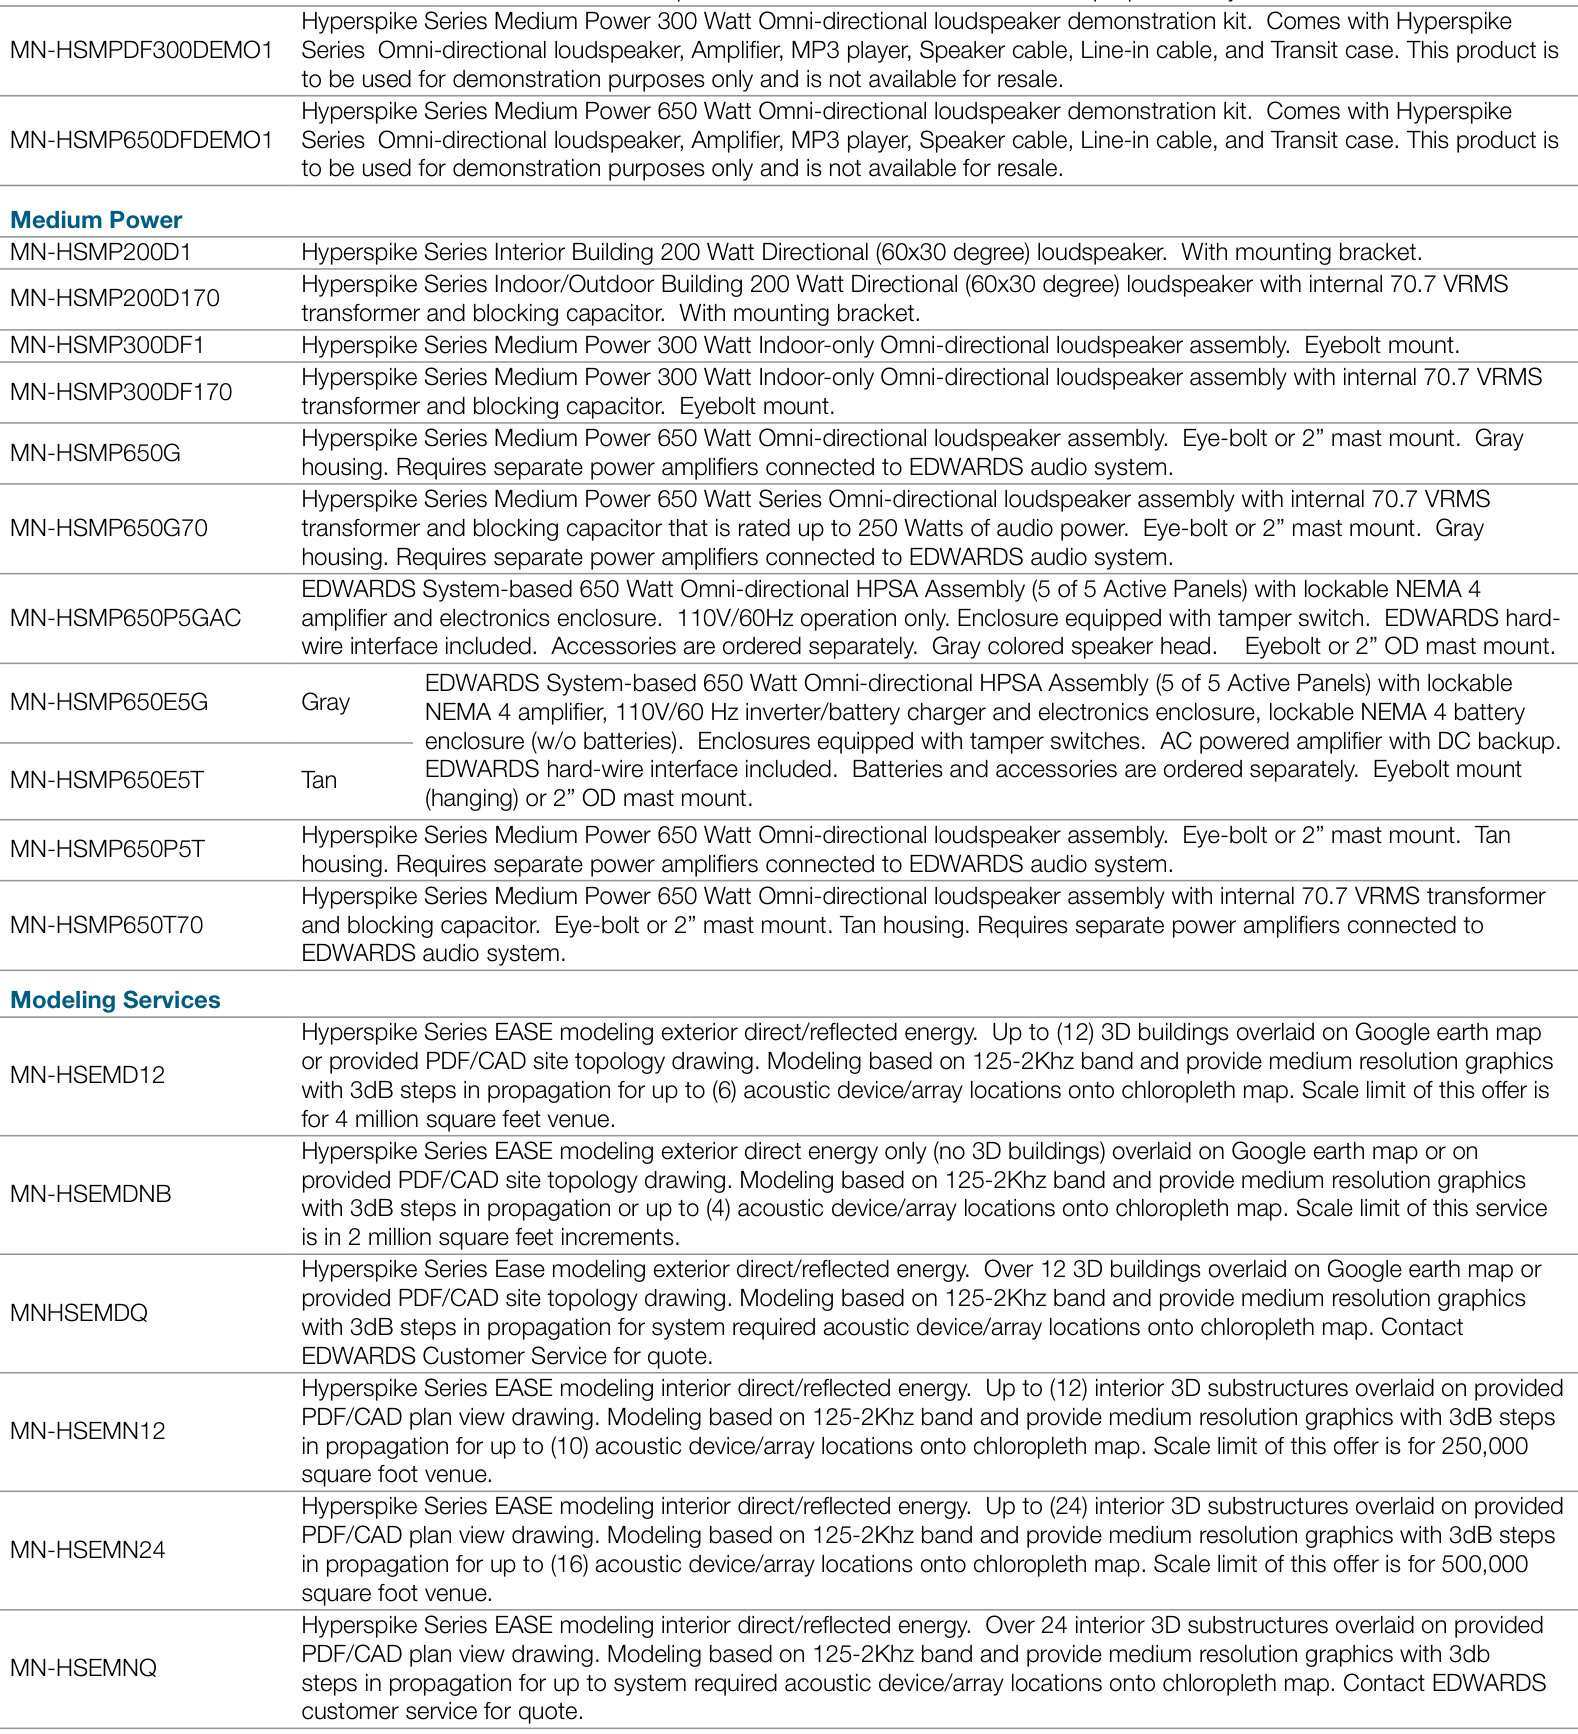 Hyperspike Series Medium Power 300 Watt Omni-directional loudspeaker demonstration kit.  Comes with Hyperspike
MN-HSMPDF300DEMO1 Series  Omni-directional loudspeaker, Amplifier, MP3 player, Speaker cable, Line-in cable, and Transit case. This product is
to be used for demonstration purposes only and is not available for resale.
Hyperspike Series Medium Power 650 Watt Omni-directional loudspeaker demonstration kit.  Comes with Hyperspike
MN-HSMP650DFDEMO1 Series  Omni-directional loudspeaker, Amplifier, MP3 player, Speaker cable, Line-in cable, and Transit case. This product is
to be used for demonstration purposes only and is not available for resale.
Medium Power
MN-HSMP200D1 Hyperspike Series Interior Building 200 Watt Directional (60x30 degree) loudspeaker.  With mounting bracket.
MN-HSMP200D170 Hyperspike Series Indoor/Outdoor Building 200 Watt Directional (60x30 degree) loudspeaker with internal 70.7 VRMS
transformer and blocking capacitor.  With mounting bracket.
MN-HSMP300DF1 Hyperspike Series Medium Power 300 Watt Indoor-only Omni-directional loudspeaker assembly.  Eyebolt mount.
MN-HSMP300DF170 Hyperspike Series Medium Power 300 Watt Indoor-only Omni-directional loudspeaker assembly with internal 70.7 VRMS
transformer and blocking capacitor.  Eyebolt mount.
MN-HSMP650G Hyperspike Series Medium Power 650 Watt Omni-directional loudspeaker assembly.  Eye-bolt or 2” mast mount.  Gray
housing. Requires separate power amplifiers connected to EDWARDS audio system.
Hyperspike Series Medium Power 650 Watt Series Omni-directional loudspeaker assembly with internal 70.7 VRMS
MN-HSMP650G70 transformer and blocking capacitor that is rated up to 250 Watts of audio power.  Eye-bolt or 2” mast mount.  Gray
housing. Requires separate power amplifiers connected to EDWARDS audio system.
EDWARDS System-based 650 Watt Omni-directional HPSA Assembly (5 of 5 Active Panels) with lockable NEMA 4
MN-HSMP650P5GAC amplifier and electronics enclosure.  110V/60Hz operation only. Enclosure equipped with tamper switch.  EDWARDS hard-
wire interface included.  Accessories are ordered separately.  Gray colored speaker head.    Eyebolt or 2” OD mast mount.
MN-HSMP650E5G Gray
MN-HSMP650E5T Tan
EDWARDS System-based 650 Watt Omni-directional HPSA Assembly (5 of 5 Active Panels) with lockable
NEMA 4 amplifier, 110V/60 Hz inverter/battery charger and electronics enclosure, lockable NEMA 4 battery
enclosure (w/o batteries).  Enclosures equipped with tamper switches.  AC powered amplifier with DC backup.
EDWARDS hard-wire interface included.  Batteries and accessories are ordered separately.  Eyebolt mount
(hanging) or 2” OD mast mount.
MN-HSMP650P5T Hyperspike Series Medium Power 650 Watt Omni-directional loudspeaker assembly.  Eye-bolt or 2” mast mount.  Tan
housing. Requires separate power amplifiers connected to EDWARDS audio system.
Hyperspike Series Medium Power 650 Watt Omni-directional loudspeaker assembly with internal 70.7 VRMS transformer
MN-HSMP650T70 and blocking capacitor.  Eye-bolt or 2” mast mount. Tan housing. Requires separate power amplifiers connected to
EDWARDS audio system.
Modeling Services
Hyperspike Series EASE modeling exterior direct/reflected energy.  Up to (12) 3D buildings overlaid on Google earth map
MN-HSEMD12 or provided PDF/CAD site topology drawing. Modeling based on 125-2Khz band and provide medium resolution graphics
with 3dB steps in propagation for up to (6) acoustic device/array locations onto chloropleth map. Scale limit of this offer is
for 4 million square feet venue.
Hyperspike Series EASE modeling exterior direct energy only (no 3D buildings) overlaid on Google earth map or on
MN-HSEMDNB provided PDF/CAD site topology drawing. Modeling based on 125-2Khz band and provide medium resolution graphics
with 3dB steps in propagation or up to (4) acoustic device/array locations onto chloropleth map. Scale limit of this service
is in 2 million square feet increments.
Hyperspike Series Ease modeling exterior direct/reflected energy.  Over 12 3D buildings overlaid on Google earth map or
MNHSEMDQ provided PDF/CAD site topology drawing. Modeling based on 125-2Khz band and provide medium resolution graphics
with 3dB steps in propagation for system required acoustic device/array locations onto chloropleth map. Contact
EDWARDS Customer Service for quote.
Hyperspike Series EASE modeling interior direct/reflected energy.  Up to (12) interior 3D substructures overlaid on provided
MN-HSEMN12 PDF/CAD plan view drawing. Modeling based on 125-2Khz band and provide medium resolution graphics with 3dB steps
in propagation for up to (10) acoustic device/array locations onto chloropleth map. Scale limit of this offer is for 250,000
square foot venue.
Hyperspike Series EASE modeling interior direct/reflected energy.  Up to (24) interior 3D substructures overlaid on provided
MN-HSEMN24 PDF/CAD plan view drawing. Modeling based on 125-2Khz band and provide medium resolution graphics with 3dB steps
in propagation for up to (16) acoustic device/array locations onto chloropleth map. Scale limit of this offer is for 500,000
square foot venue.
Hyperspike Series EASE modeling interior direct/reflected energy.  Over 24 interior 3D substructures overlaid on provided
MN-HSEMNQ PDF/CAD plan view drawing. Modeling based on 125-2Khz band and provide medium resolution graphics with 3db
steps in propagation for up to system required acoustic device/array locations onto chloropleth map. Contact EDWARDS
customer service for quote.